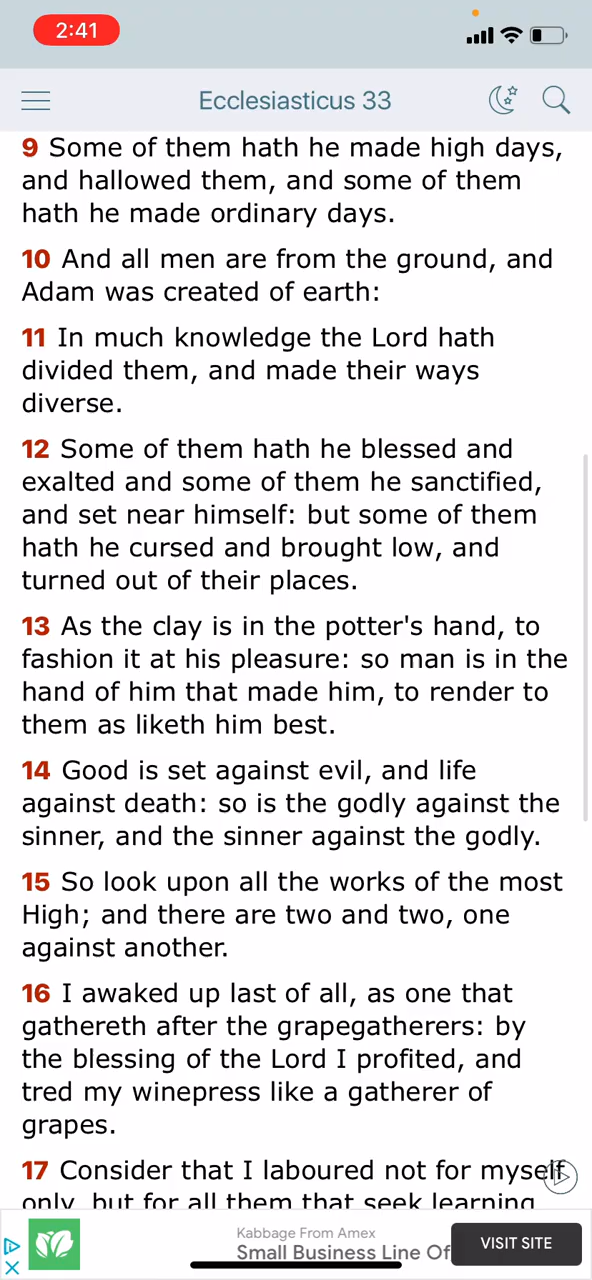 2:41
Ecclesiasticus 33
9 Some of them hath he made high days,
and hallowed them, and some of them
hath he made ordinary days.
10 And all men are from the ground, and
Adam was created of earth:
11 In much knowledge the Lord hath
divided them, and made their ways
diverse.
12 Some of them hath he blessed and
exalted and some of them he sanctified,
and set near himself: but some of them
hath he cursed and brought low, and
turned out of their places.
13 As the clay is in the potter's hand, to
fashion it at his pleasure: so man is in the
hand of him that made him, to render to
them as liketh him best.
14 Good is set against evil, and life
against death: so is the godly against the
sinner, and the sinner against the godly.
15 So look upon all the works of the most
High; and there are two and two, one
against another.
16 I awaked up last of all, as one that
gathereth after the grapegatherers: by
the blessing of the Lord I profited, and
tred my winepress like a gatherer of
grapes.
17 Consider that I laboured not for myself
only, but for all them that seek learning
Kabbage From Amex
Small Business Line Of
VISIT SITE